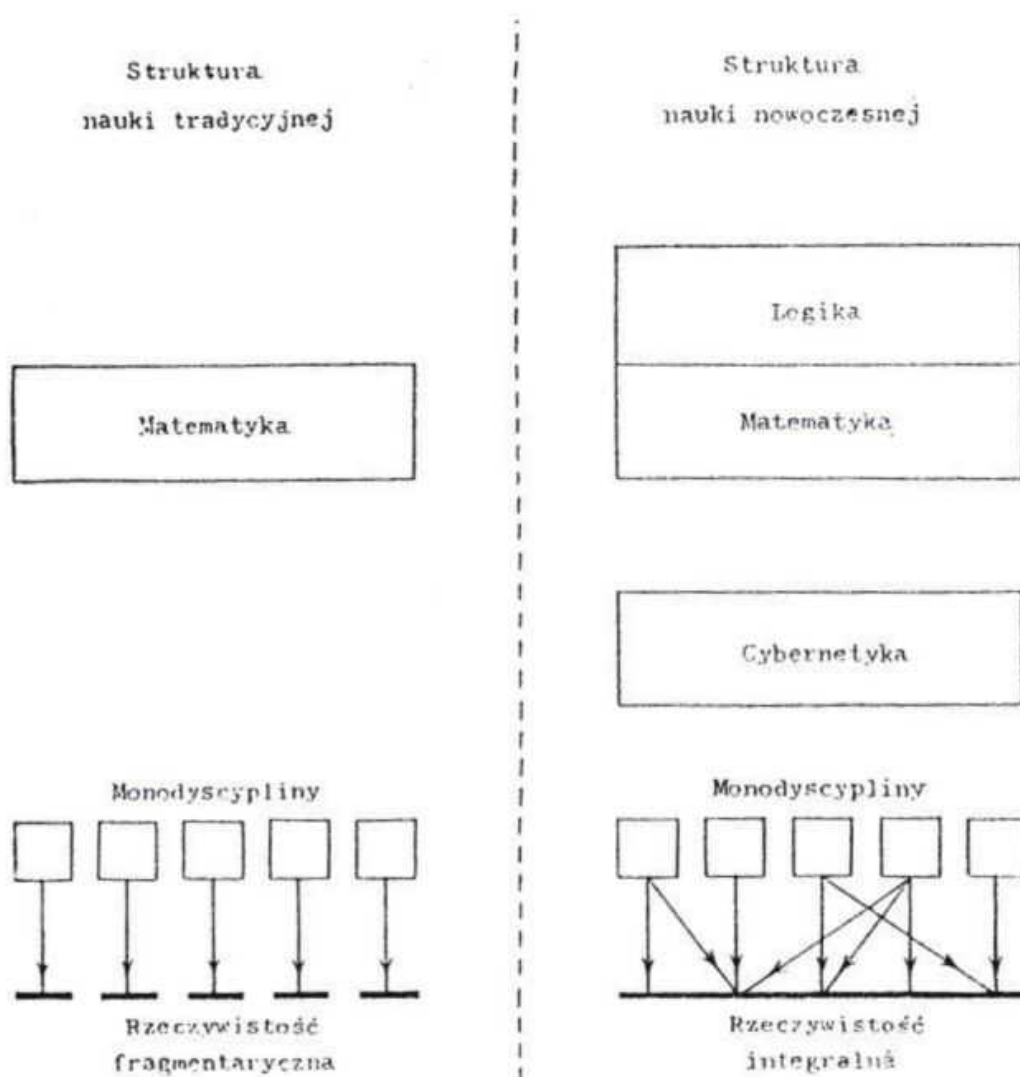 Struktura
nauki tradycyjnej
Matematyka
Monodyscypliny
Rzeczywistość
fragmentaryczna
Struktura
nauki nowoczesnej
Logika
Matematyka
Cybernetyka
Monodyscypliny
Rzeczywistość
integralna